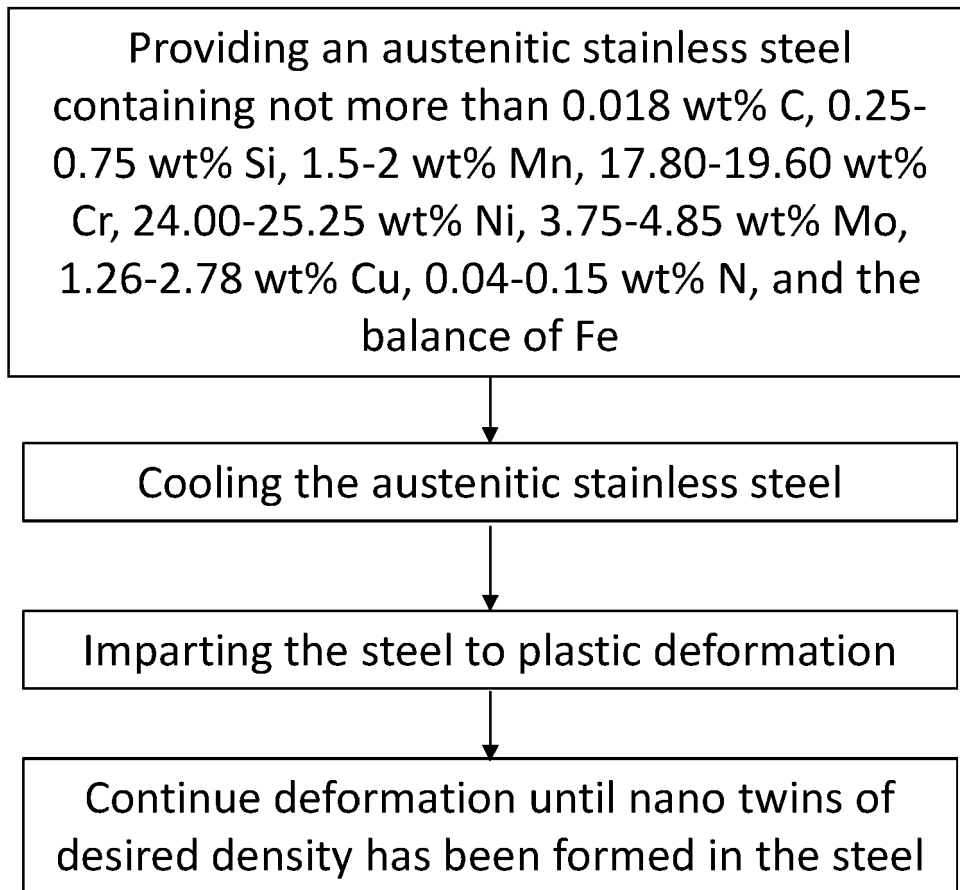 Providing an austenitic stainless steel
containing not more than 0.018 wt% C, 0.25-
0.75 wt% Si, 1.5-2 wt% Mn, 17.80-19.60 wt%
Cr, 24.00-25.25 wt% Ni, 3.75-4.85 wt% Mo,
1.26-2.78 wt% Cu, 0.04-0.15 wt% N, and the
balance of Fe
Cooling the austenitic stainless steel
Imparting the steel to plastic deformation
Continue deformation until nano twins of
desired density has been formed in the steel